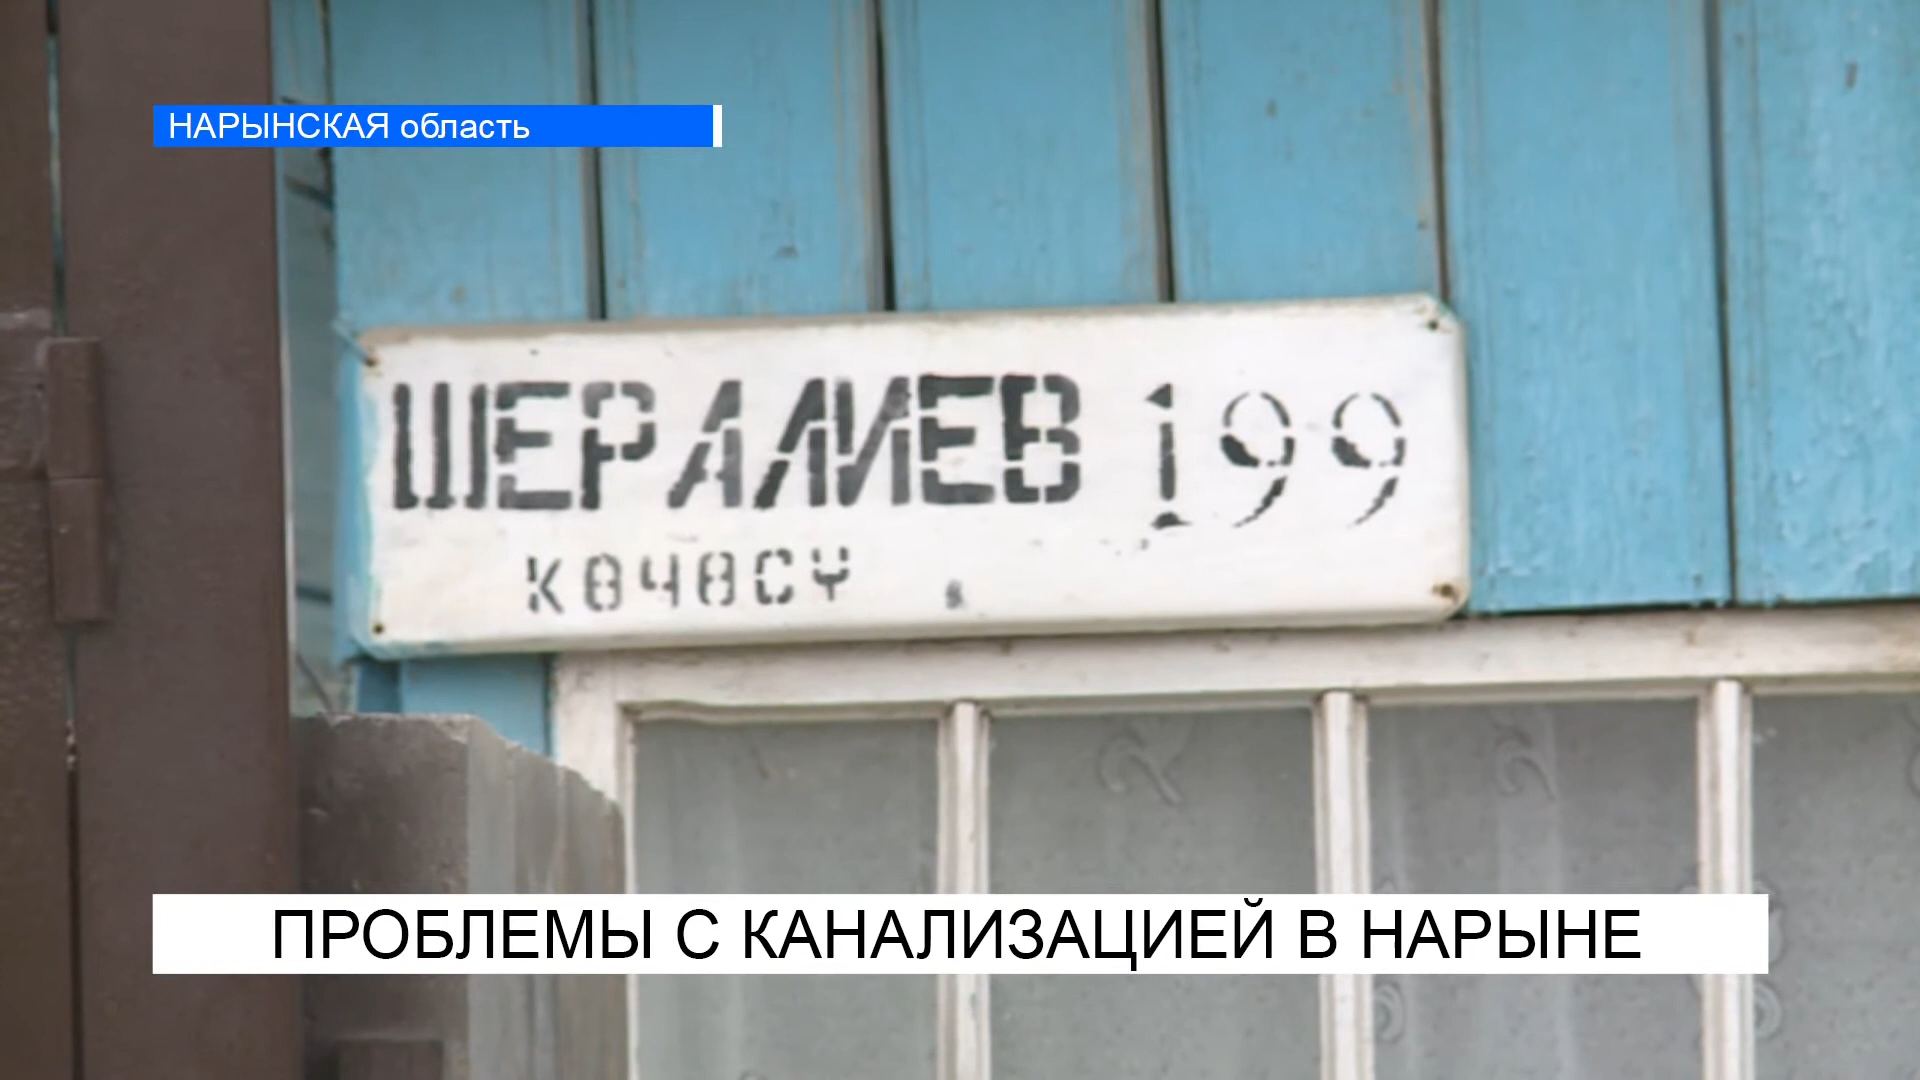 НАРЫНСКАЯ область
ШЕРАЛИЕВ 199
КӨЧӨСҮ
ПРОБЛЕМЫ С КАНАЛИЗАЦИЕЙ В НАРЫНЕ